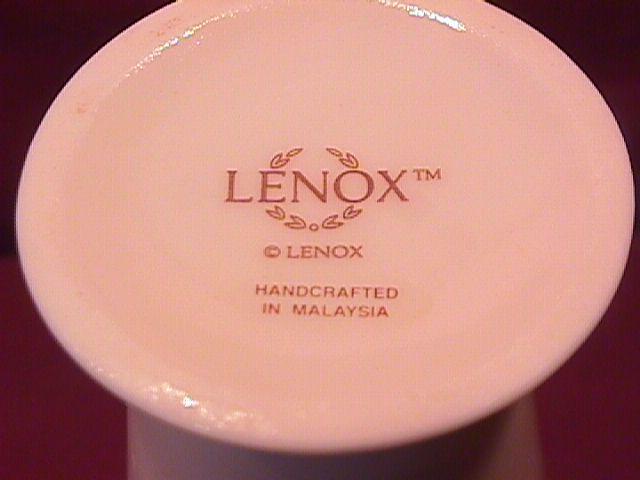 LENOX™
© LENOX
HANDCRAFTED
IN MALAYSIA